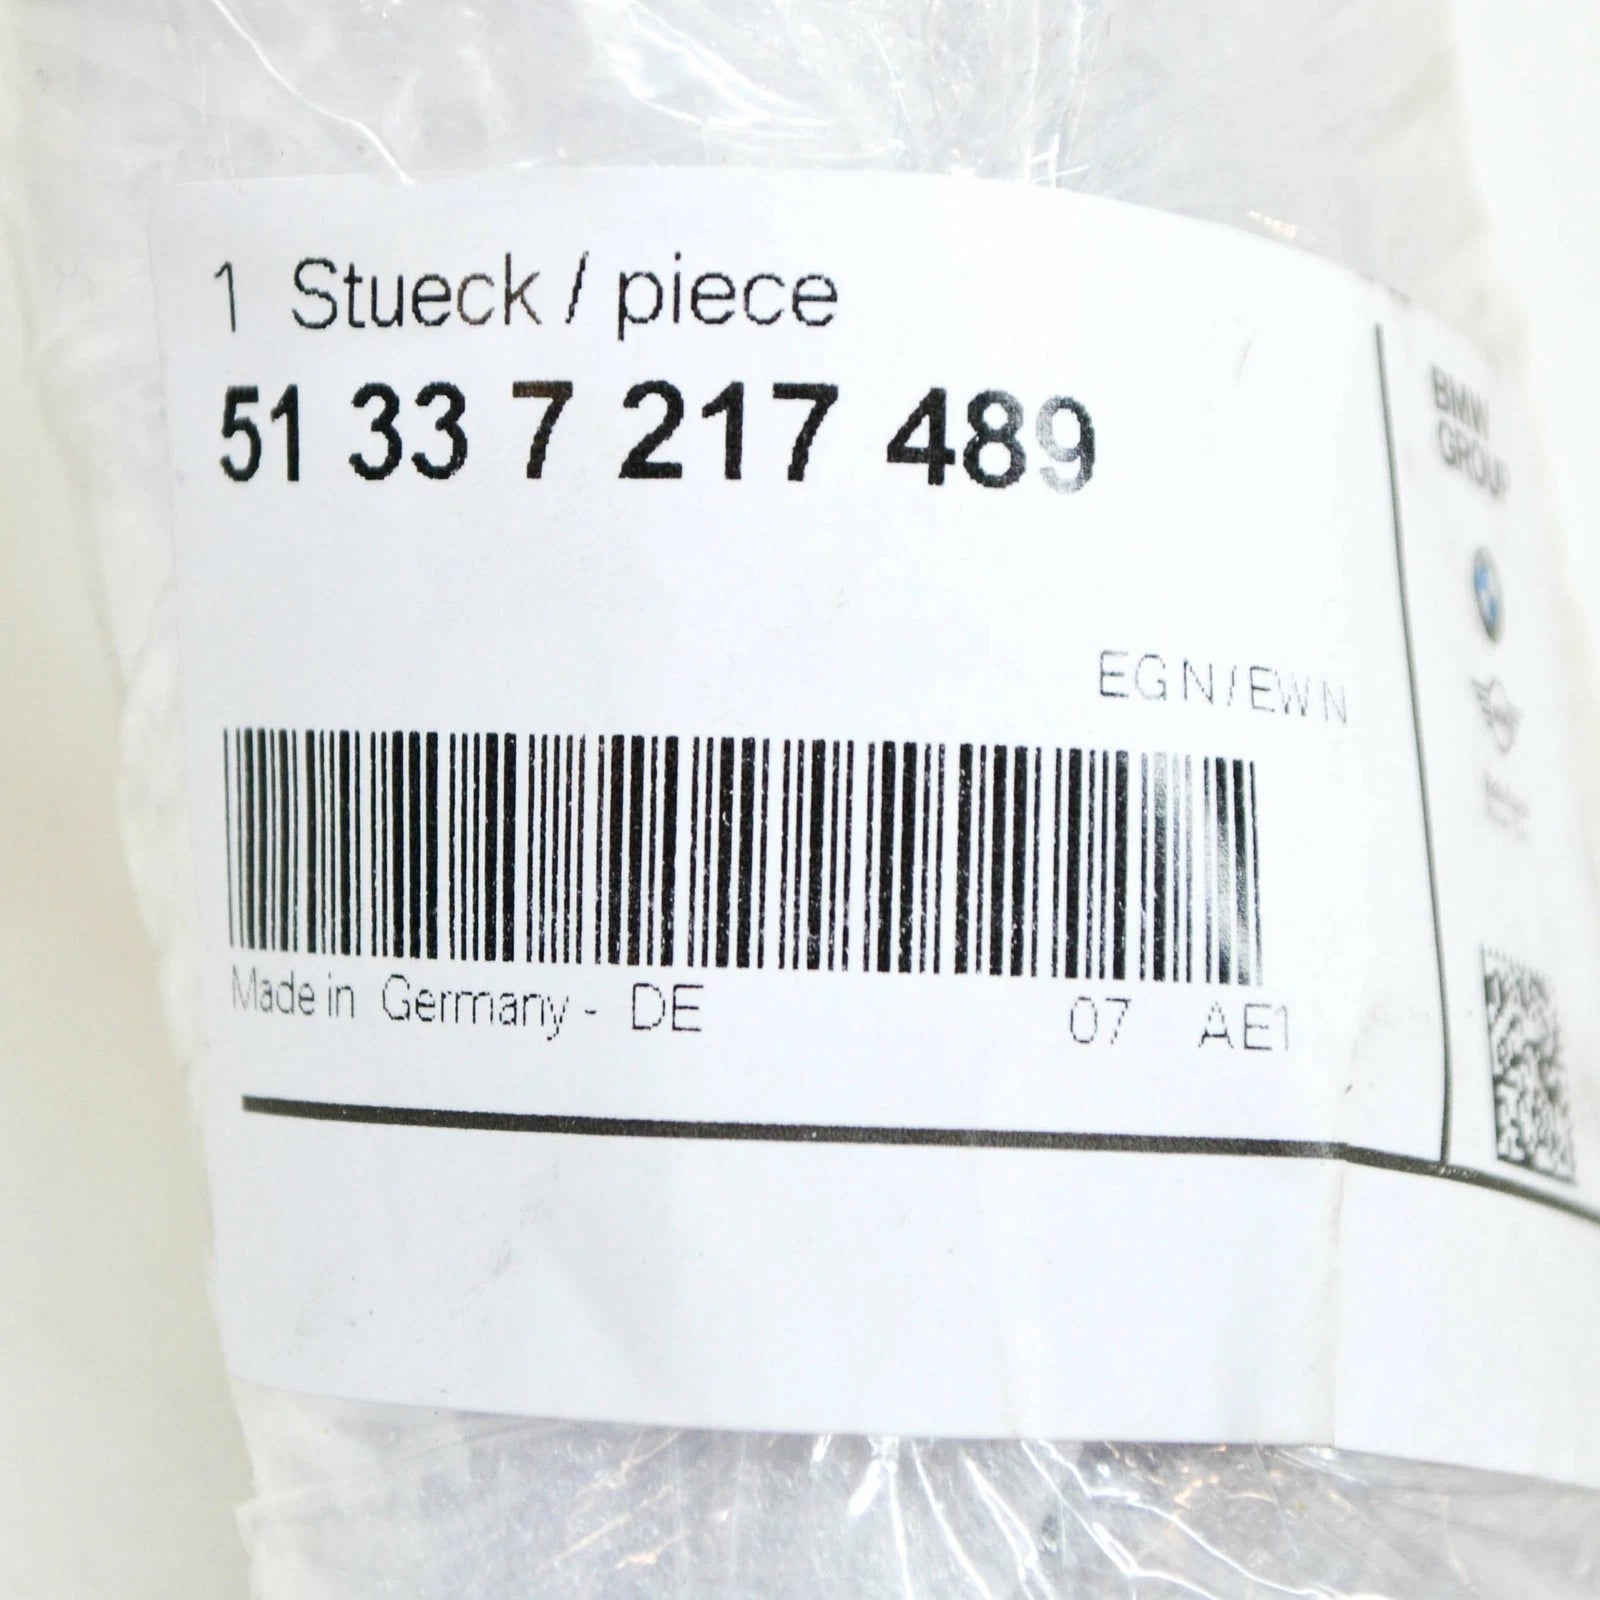 1 Stueck / piece
51 33 7 217 489
EGN/EWN
Made in Germany - DE 07 AE1
BMW
GROUP